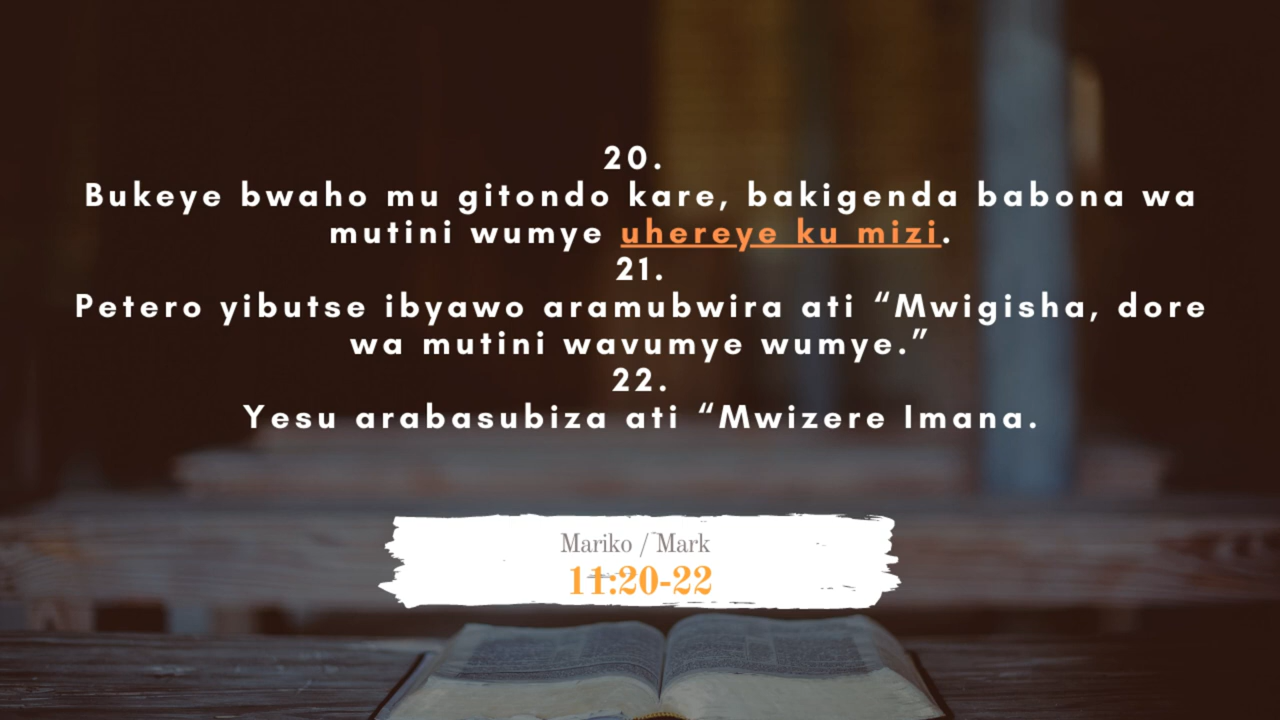 20.
Bukeye bwaho mu gitondo kare, bakigenda babona wa
mutini wumye uhereye ku mizi.
21.
Petero yibutse ibyawo aramubwira ati “Mwigisha, dore
wa mutini wavumye wumye.”
22.
Yesu arabasubiza ati “Mwizere Imana.
Mariko / Mark
11:20-22